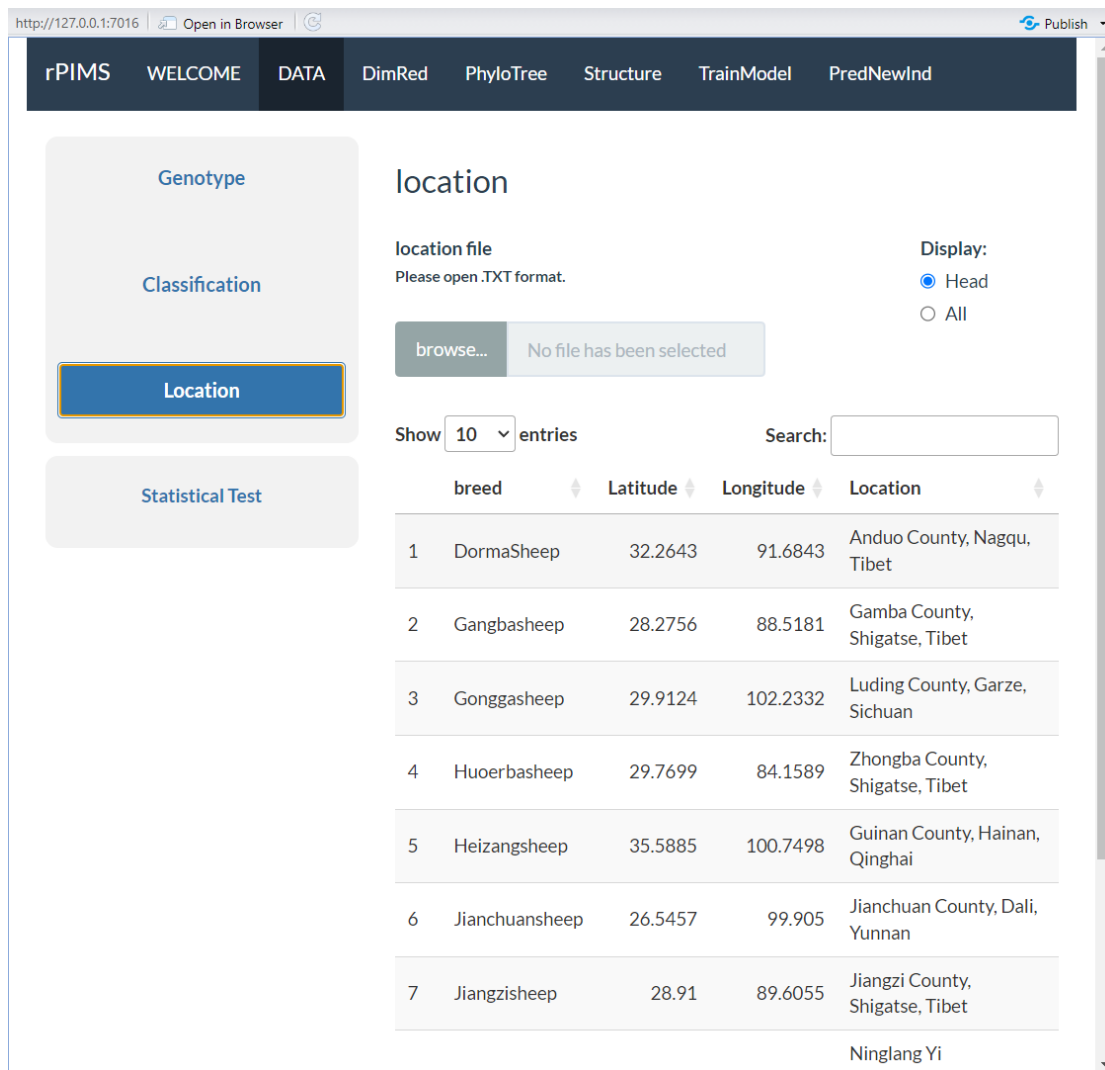 http://127.0.0.1:7016 Open in Browser Publish
rPIMS WELCOME DATA DimRed PhyloTree Structure TrainModel PredNewInd
Genotype
Classification
Location
Statistical Test
location
location file
Please open .TXT format.
browse... No file has been selected
Display:
Head
All
Show 10 entries
Search:
breed Latitude Longitude Location
1 DormaSheep 32.2643 91.6843 Anduo County, Nagqu,
Tibet
2 Gangbasheep 28.2756 88.5181 Gamba County,
Shigatse, Tibet
3 Gonggasheep 29.9124 102.2332 Luding County, Garze,
Sichuan
4 Huoerbasheep 29.7699 84.1589 Zhongba County,
Shigatse, Tibet
5 Heizangsheep 35.5885 100.7498 Guinan County, Hainan,
Qinghai
6 Jianchuansheep 26.5457 99.905 Jianchuan County, Dali,
Yunnan
7 Jiangzisheep 28.91 89.6055 Jiangzi County,
Shigatse, Tibet
Ninglang Yi